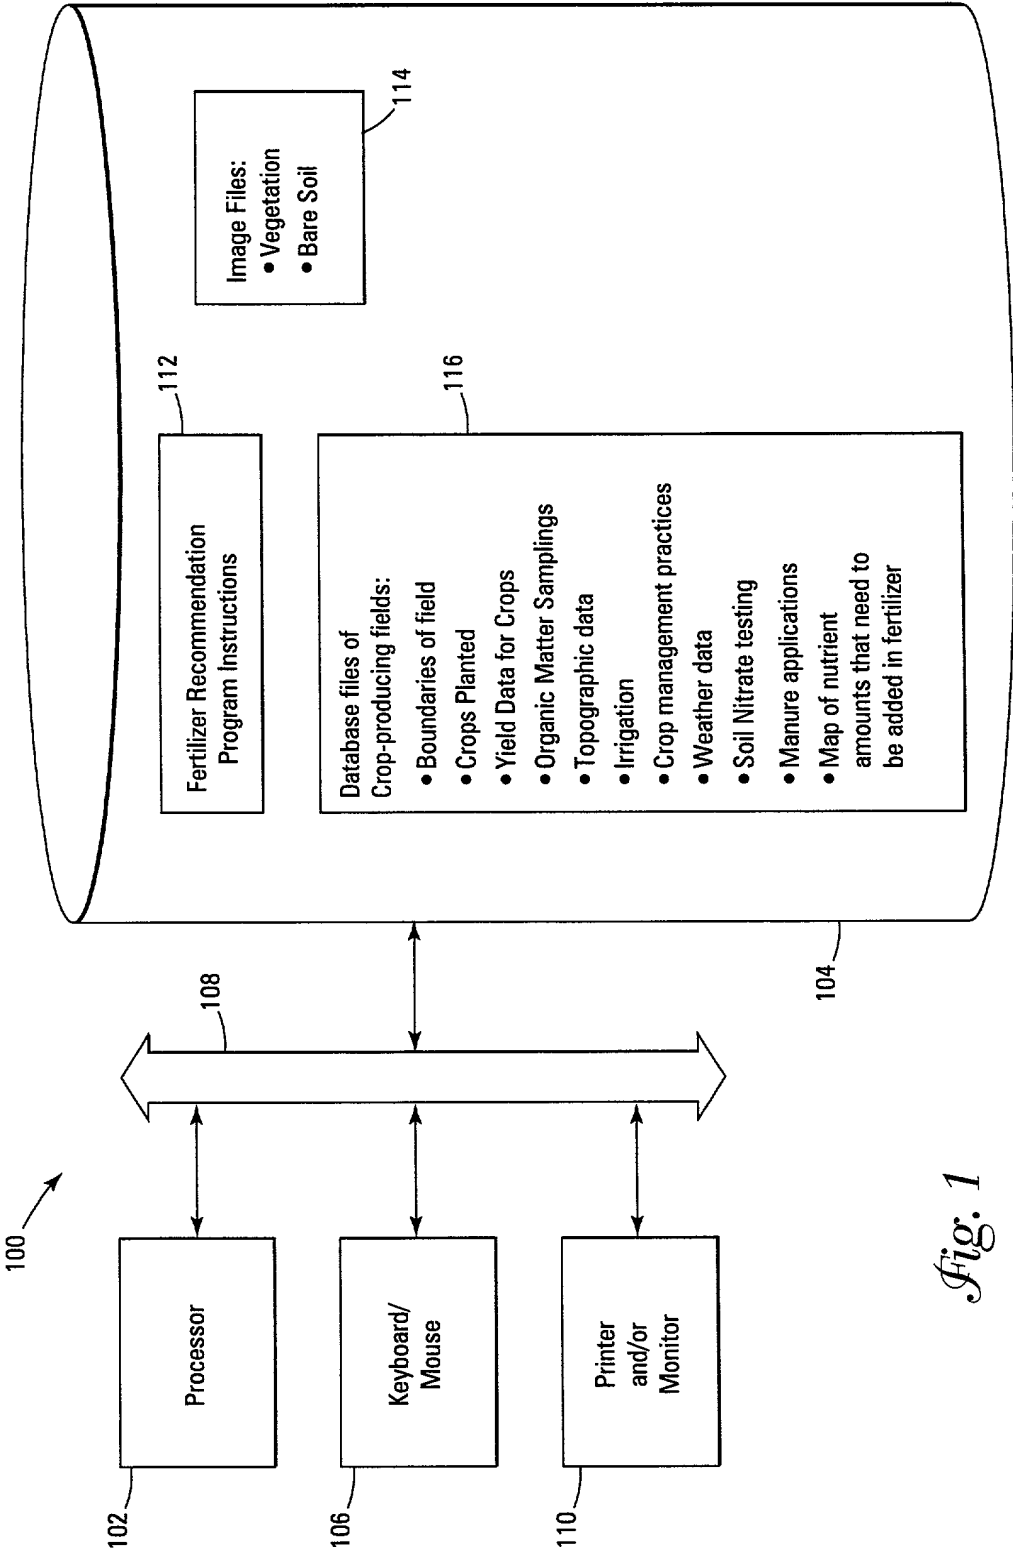 100
102
Processor
106
Keyboard/
Mouse
110
Printer
and/or
Monitor
108
104
112
Fertilizer Recommendation
Program Instructions
114
Image Files:
• Vegetation
• Bare Soil
116
Database files of
Crop-producing fields:
• Boundaries of field
• Crops Planted
• Yield Data for Crops
• Organic Matter Samplings
• Topographic data
• Irrigation
• Crop management practices
• Weather data
• Soil Nitrate testing
• Manure applications
• Map of nutrient
amounts that need to
be added in fertilizer
Fig. 1